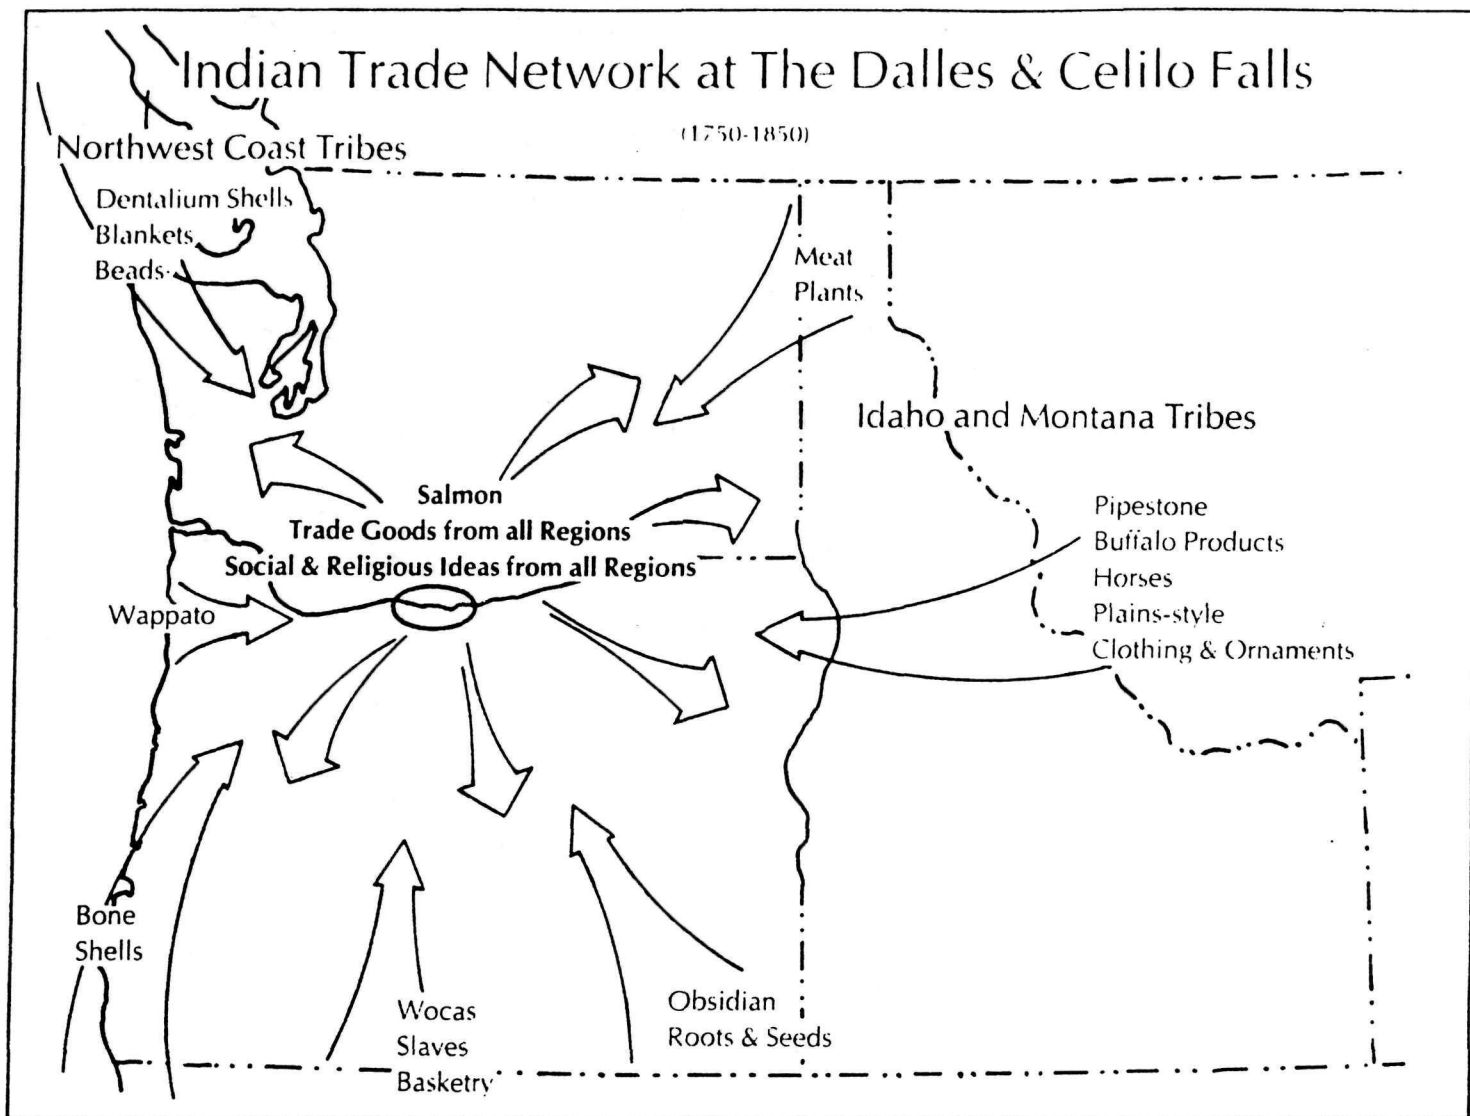 Indian Trade Network at The Dalles & Celilo Falls
(1750-1850)
Northwest Coast Tribes
Dentalium Shells
Blankets
Beads
Meat
Plants
Idaho and Montana Tribes
Salmon
Trade Goods from all Regions
Social & Religious Ideas from all Regions
Pipestone
Buffalo Products
Horses
Plains-style
Clothing & Ornaments
Wappato
Bone
Shells
Wocas
Slaves
Basketry
Obsidian
Roots & Seeds